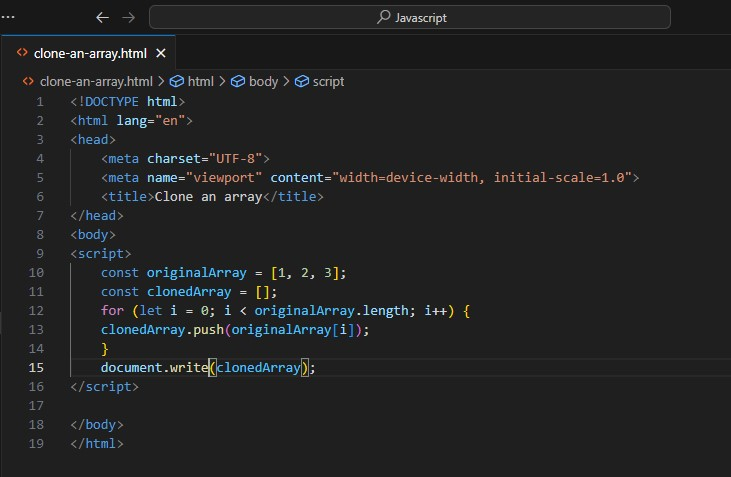 Javascript
clone-an-array.html
clone-an-array.html > html > body > script
1 <!DOCTYPE html>
2 <html lang="en">
3 <head>
4 <meta charset="UTF-8">
5 <meta name="viewport" content="width=device-width, initial-scale=1.0">
6 <title>Clone an array</title>
7 </head>
8 <body>
9 <script>
10 const originalArray = [1, 2, 3];
11 const clonedArray = [];
12 for (let i = 0; i < originalArray.length; i++) {
13 clonedArray.push(originalArray[i]);
14 }
15 document.write(clonedArray);
16 </script>
17
18 </body>
19 </html>